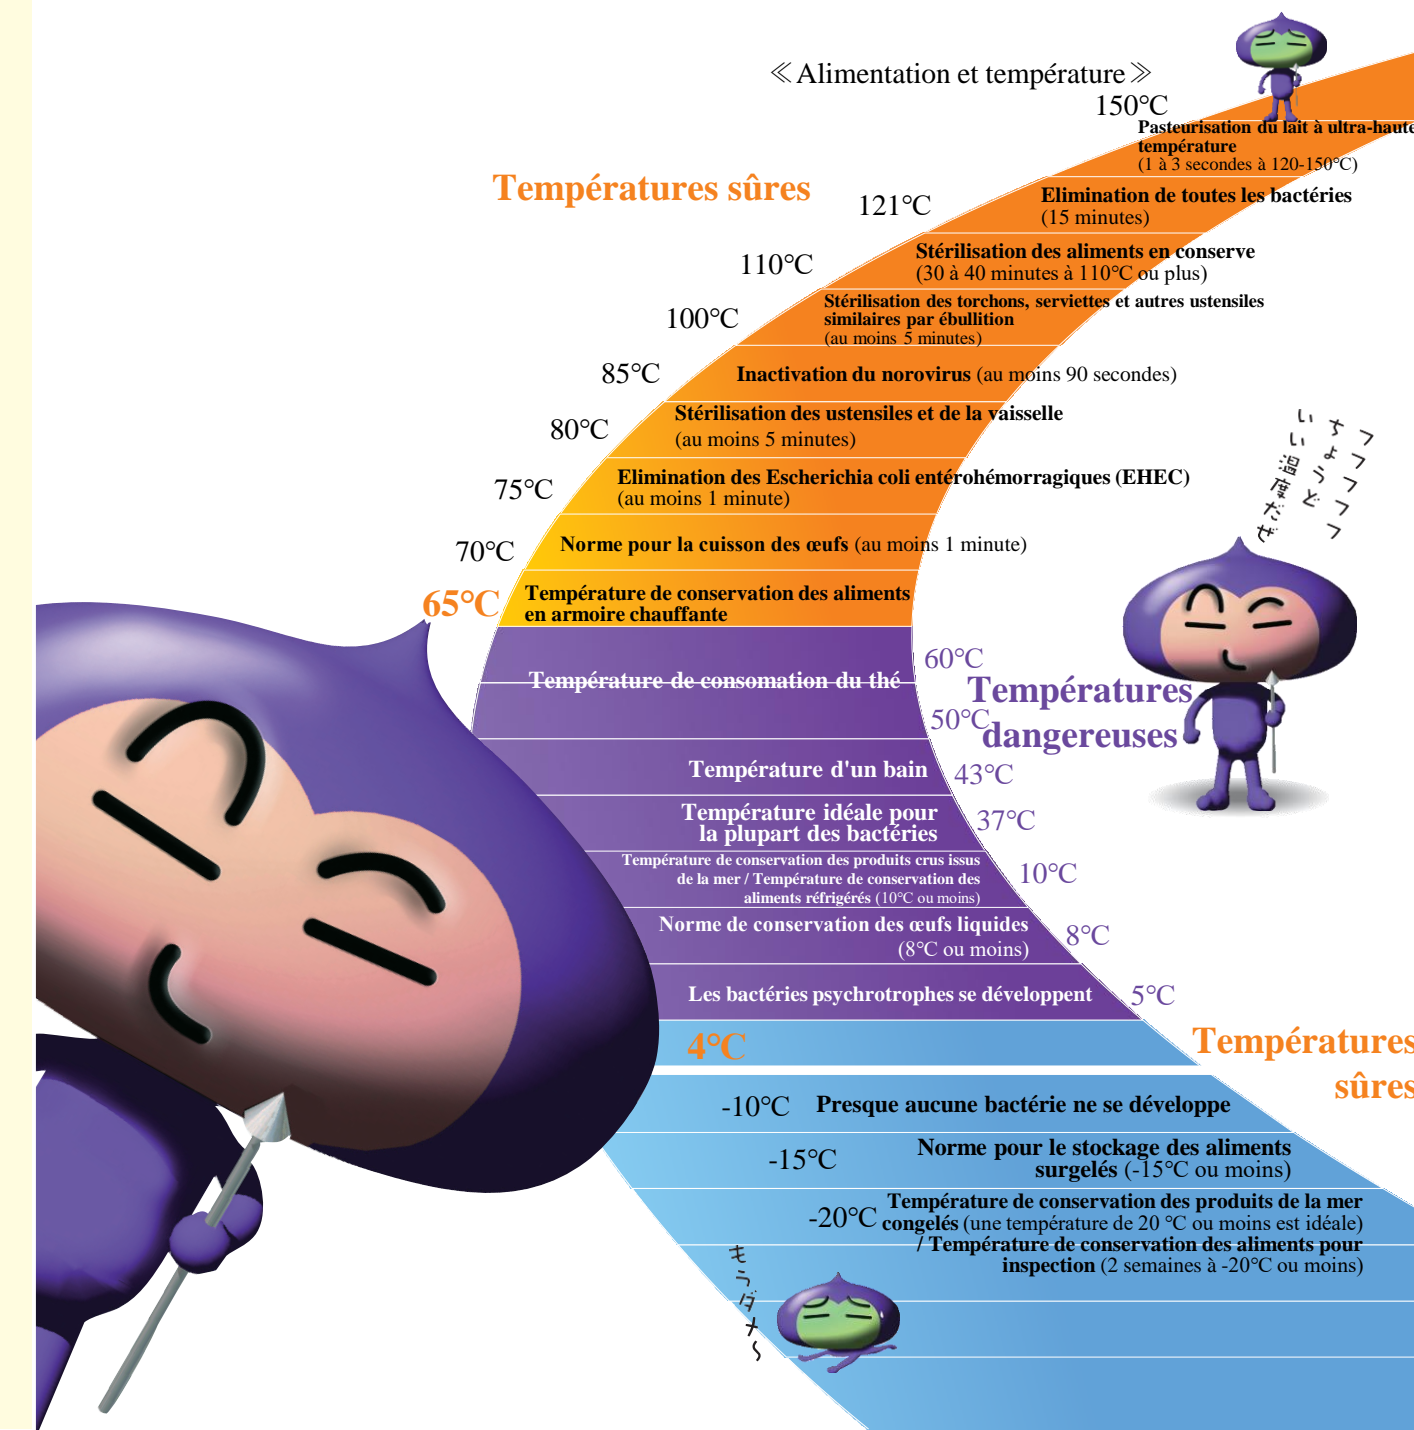 ≪Alimentation et température≫
150℃
Pasteurisation du lait à ultra-haute
température
(1 à 3 secondes à 120-150℃)
Températures sûres
121℃
Elimination de toutes les bactéries
(15 minutes)
110℃
Stérilisation des aliments en conserve
(30 à 40 minutes à 110℃ ou plus)
100℃
Stérilisation des torchons, serviettes et autres ustensiles
similaires par ébullition
(au moins 5 minutes)
85℃
Inactivation du norovirus (au moins 90 secondes)
80℃
Stérilisation des ustensiles et de la vaisselle
(au moins 5 minutes)
75℃
Elimination des Escherichia coli entérohémorragiques (EHEC)
(au moins 1 minute)
70℃
Norme pour la cuisson des œufs (au moins 1 minute)
65℃
Température de conservation des aliments
en armoire chauffante
フフフフフ
ちょうど
いい温度だぜ
60℃
Température de consomation du thé
50℃
Températures
dangereuses
Température d'un bain
43℃
Température idéale pour
la plupart des bactéries
37℃
Température de conservation des produits crus issus
de la mer / Température de conservation des
aliments réfrigérés (10℃ ou moins)
10℃
Norme de conservation des œufs liquides
(8℃ ou moins)
8℃
Les bactéries psychrotrophes se développent
5℃
4℃
Températures
sûres
-10℃
Presque aucune bactérie ne se développe
-15℃
Norme pour le stockage des aliments
surgelés (-15℃ ou moins)
-20℃
Température de conservation des produits de la mer
congelés (une température de 20 ℃ ou moins est idéale)
/ Température de conservation des aliments pour
inspection (2 semaines à -20℃ ou moins)
もうダメ〜